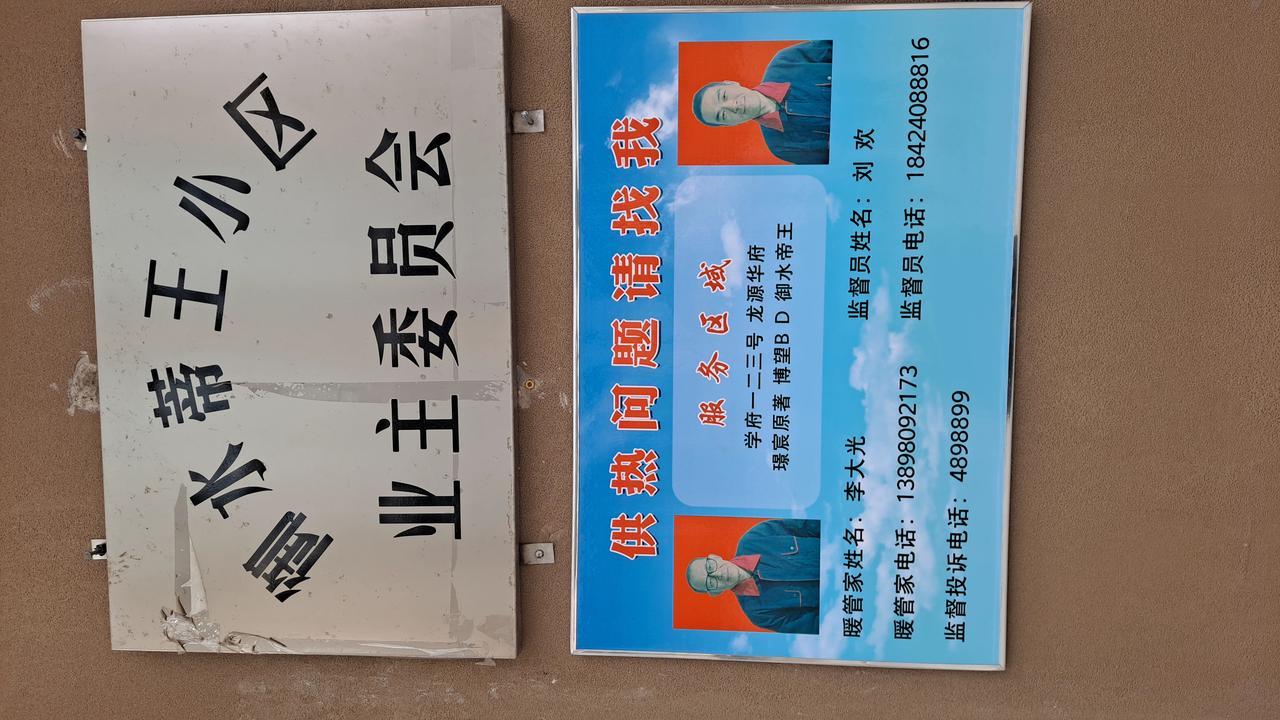 御水蒂王小区
业主委员会
供热问题请找我
服务区域
学府一二三号 龙源华府
璟宸原著 博望B D 御水帝王
暖管家姓名：李大光
监督员姓名：刘 欢
暖管家电话：13898092173
监督员电话：18424088816
监督投诉电话：4898899